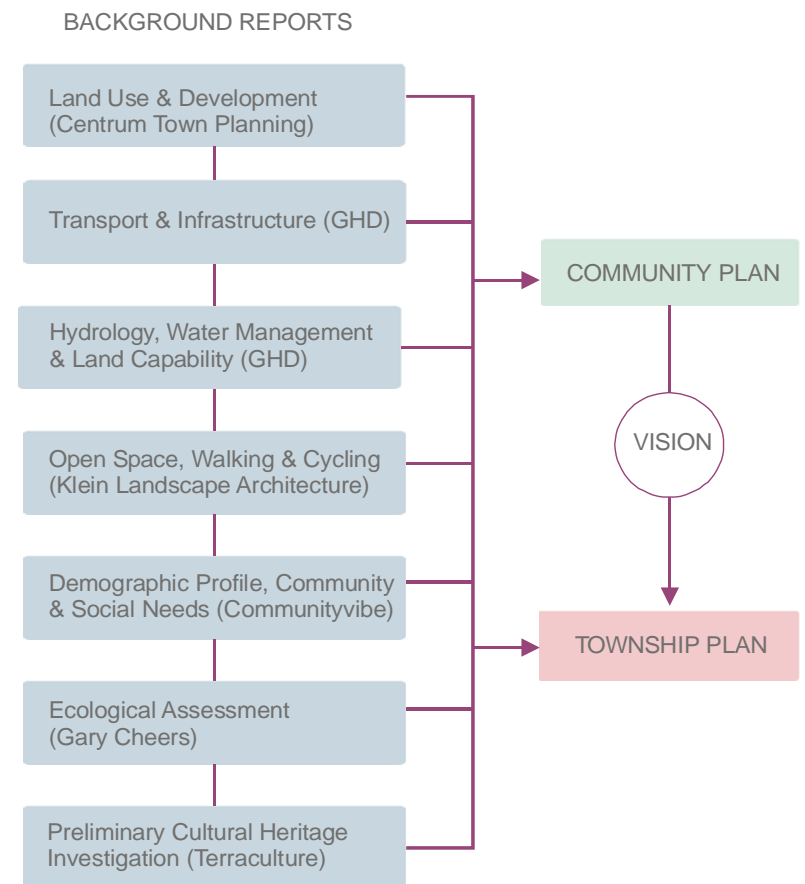 BACKGROUND REPORTS
Land Use & Development
(Centrum Town Planning)
Transport & Infrastructure (GHD)
Hydrology, Water Management
& Land Capability (GHD)
Open Space, Walking & Cycling
(Klein Landscape Architecture)
Demographic Profile, Community
& Social Needs (Communityvibe)
Ecological Assessment
(Gary Cheers)
Preliminary Cultural Heritage
Investigation (Terraculture)
COMMUNITY PLAN
VISION
TOWNSHIP PLAN